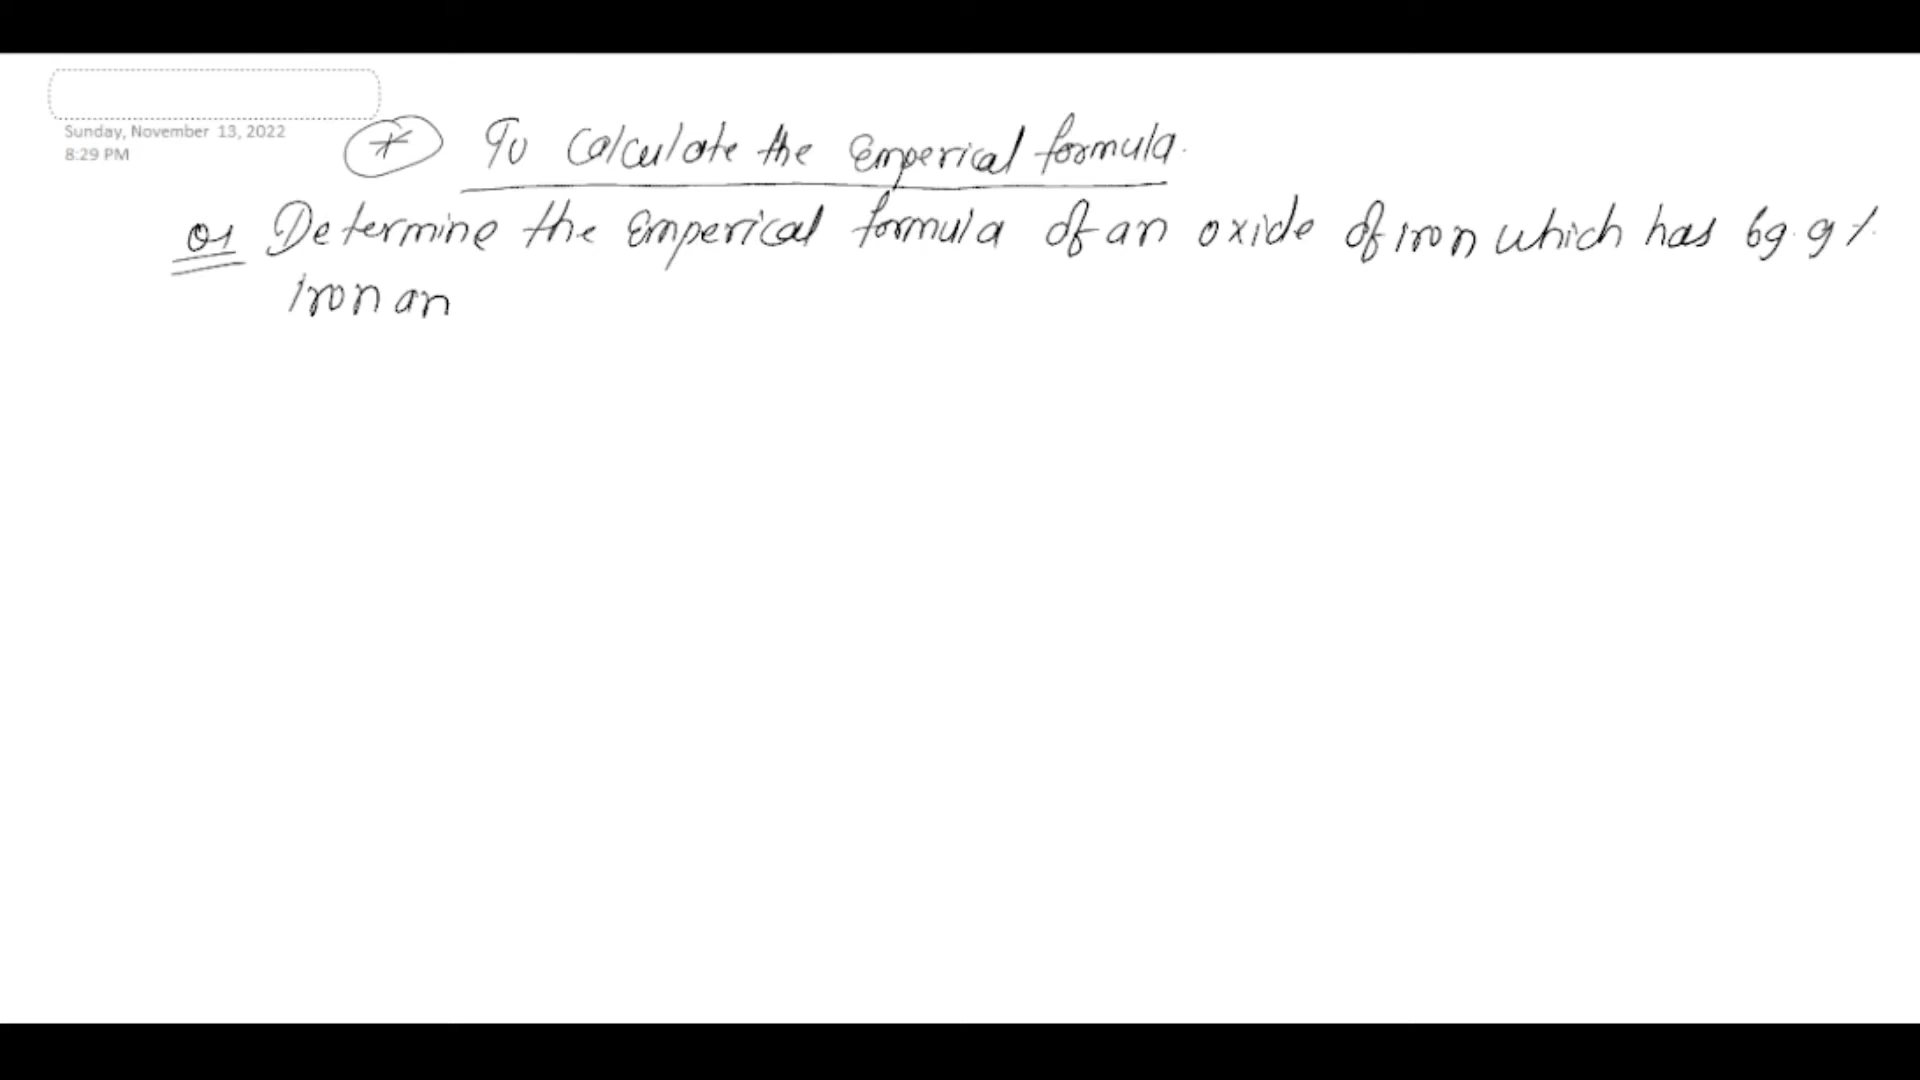 Sunday, November 13, 2022
8:29 PM
* To Calculate the Emperical formula.
Q1 Determine the Emperical formula of an oxide of iron which has 69.9%
iron an